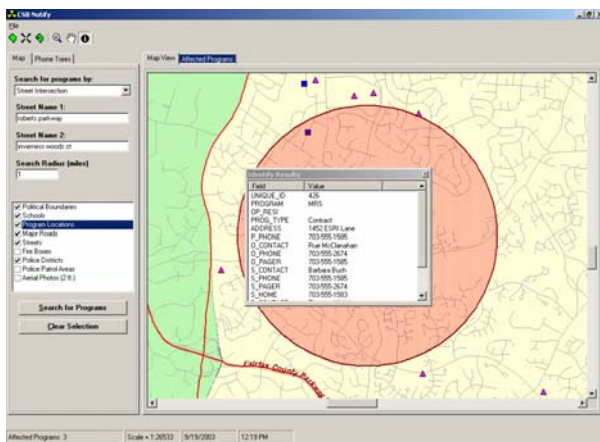 CSB Notify
File
Map
Phone Trees
Map View
Affected Programs
Search for programs by:
Street Intersection
Street Name 1:
roberts parkway
Street Name 2:
inverness woods ct
Search Radius (miles)
1
Political Boundaries
Schools
Program Locations
Major Roads
Streets
Fire Boxes
Police Districts
Police Patrol Areas
Aerial Photos (2 ft.)
Search for Programs
Clear Selection
Identify Results
Field Value
UNIQUE_ID 426
PROGRAM MRS
OP_RESI
PROG_TYPE Contract
ADDRESS 1452 ESRI Lane
P_PHONE 703-555-1585
O_CONTACT Rue McClanahan
O_PHONE 703-555-2674
O_PAGER 703-555-1585
S_CONTACT Barbara Bush
S_PHONE 703-555-1585
S_PAGER 703-555-2674
S_HOME 703-555-1583
Fairfax County Parkway
Affected Programs: 3
Scale = 1:26533
9/19/2003
12:19 PM